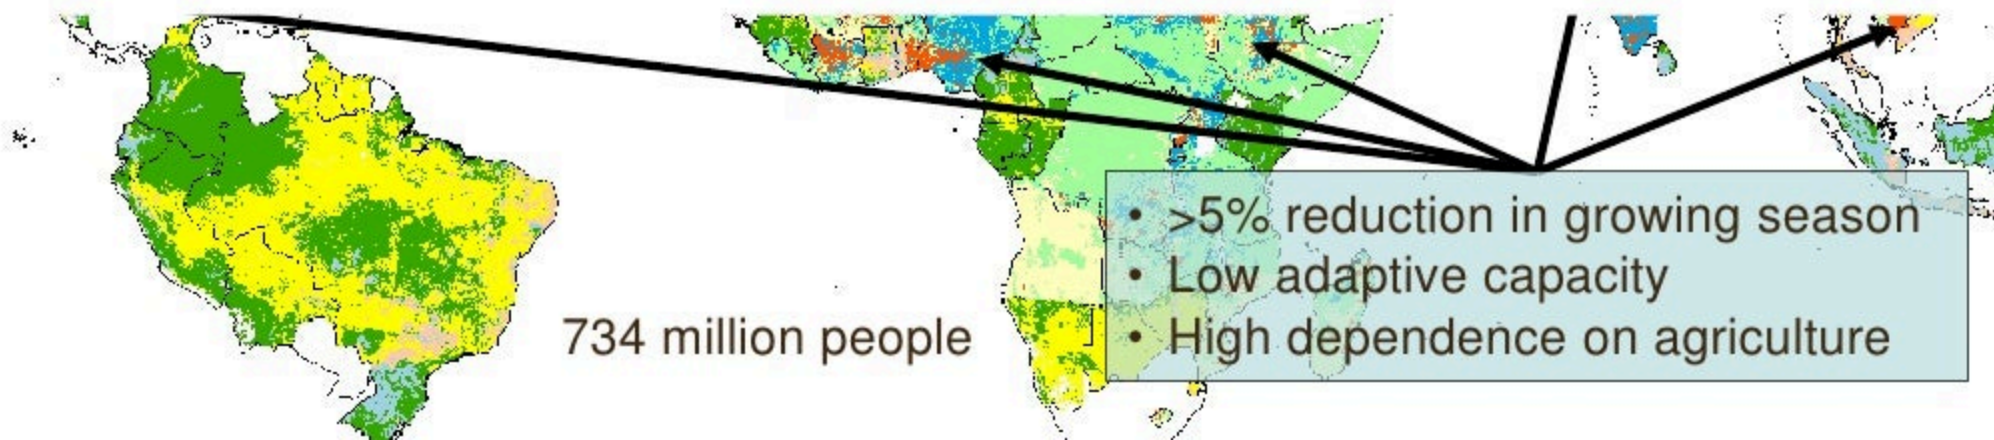 • >5% reduction in growing season
• Low adaptive capacity
• High dependence on agriculture
734 million people